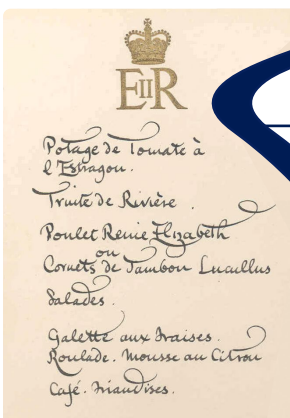 EIIR
Potage de Tomate à
l'Estragon.
Truite de Rivière.
Poulet Reine Elizabeth
ou
Cornets de Jambon Lucullus
Salades.
Galette aux Fraises.
Roulade. Mousse au Citron
Café. Friandises.